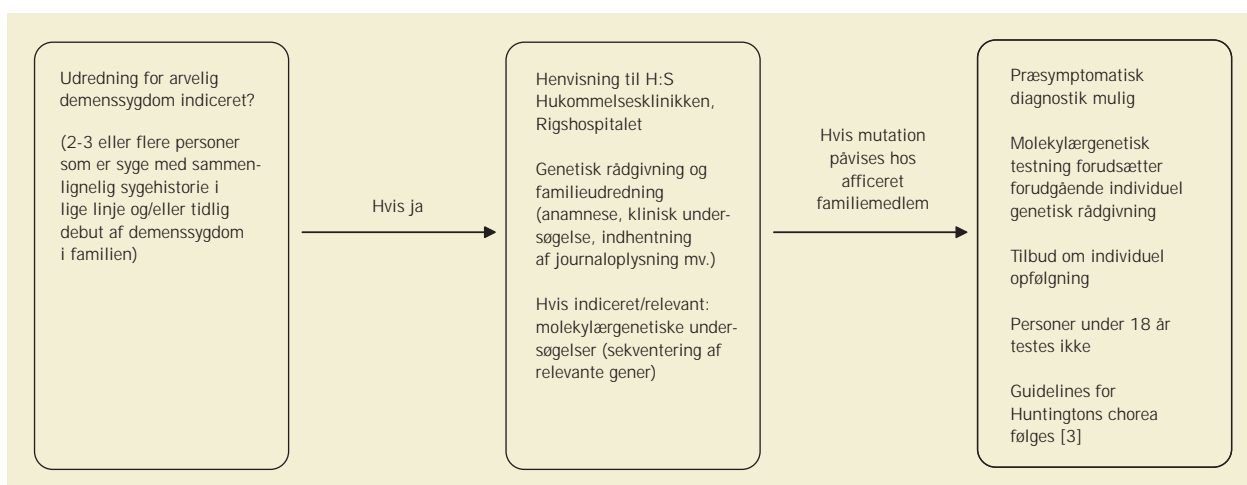 Udredning for arvelig
demenssygdom indiceret?
(2-3 eller flere personer
som er syge med sammen-
lignelig sygehistorie i
lige linje og/eller tidlig
debut af demenssygdom
i familien)
Hvis ja
Henvisning til H:S
Hukommelsesklinikken,
Rigshospitalet
Genetisk rådgivning og
familieudredning
(anamnese, klinisk under-
søgelse, indhentning
af journaloplysning mv.)
Hvis indiceret/relevant:
molekylærgenetiske under-
søgelser (sekventering af
relevante gener)
Hvis mutation
påvises hos
afficeret
familiemedlem
Præsymptomatisk
diagnostik mulig
Molekylærgenetisk
testning forudsætter
forudgående individuel
genetisk rådgivning
Tilbud om individuel
opfølgning
Personer under 18 år
testes ikke
Guidelines for
Huntingtons chorea
følges [3]